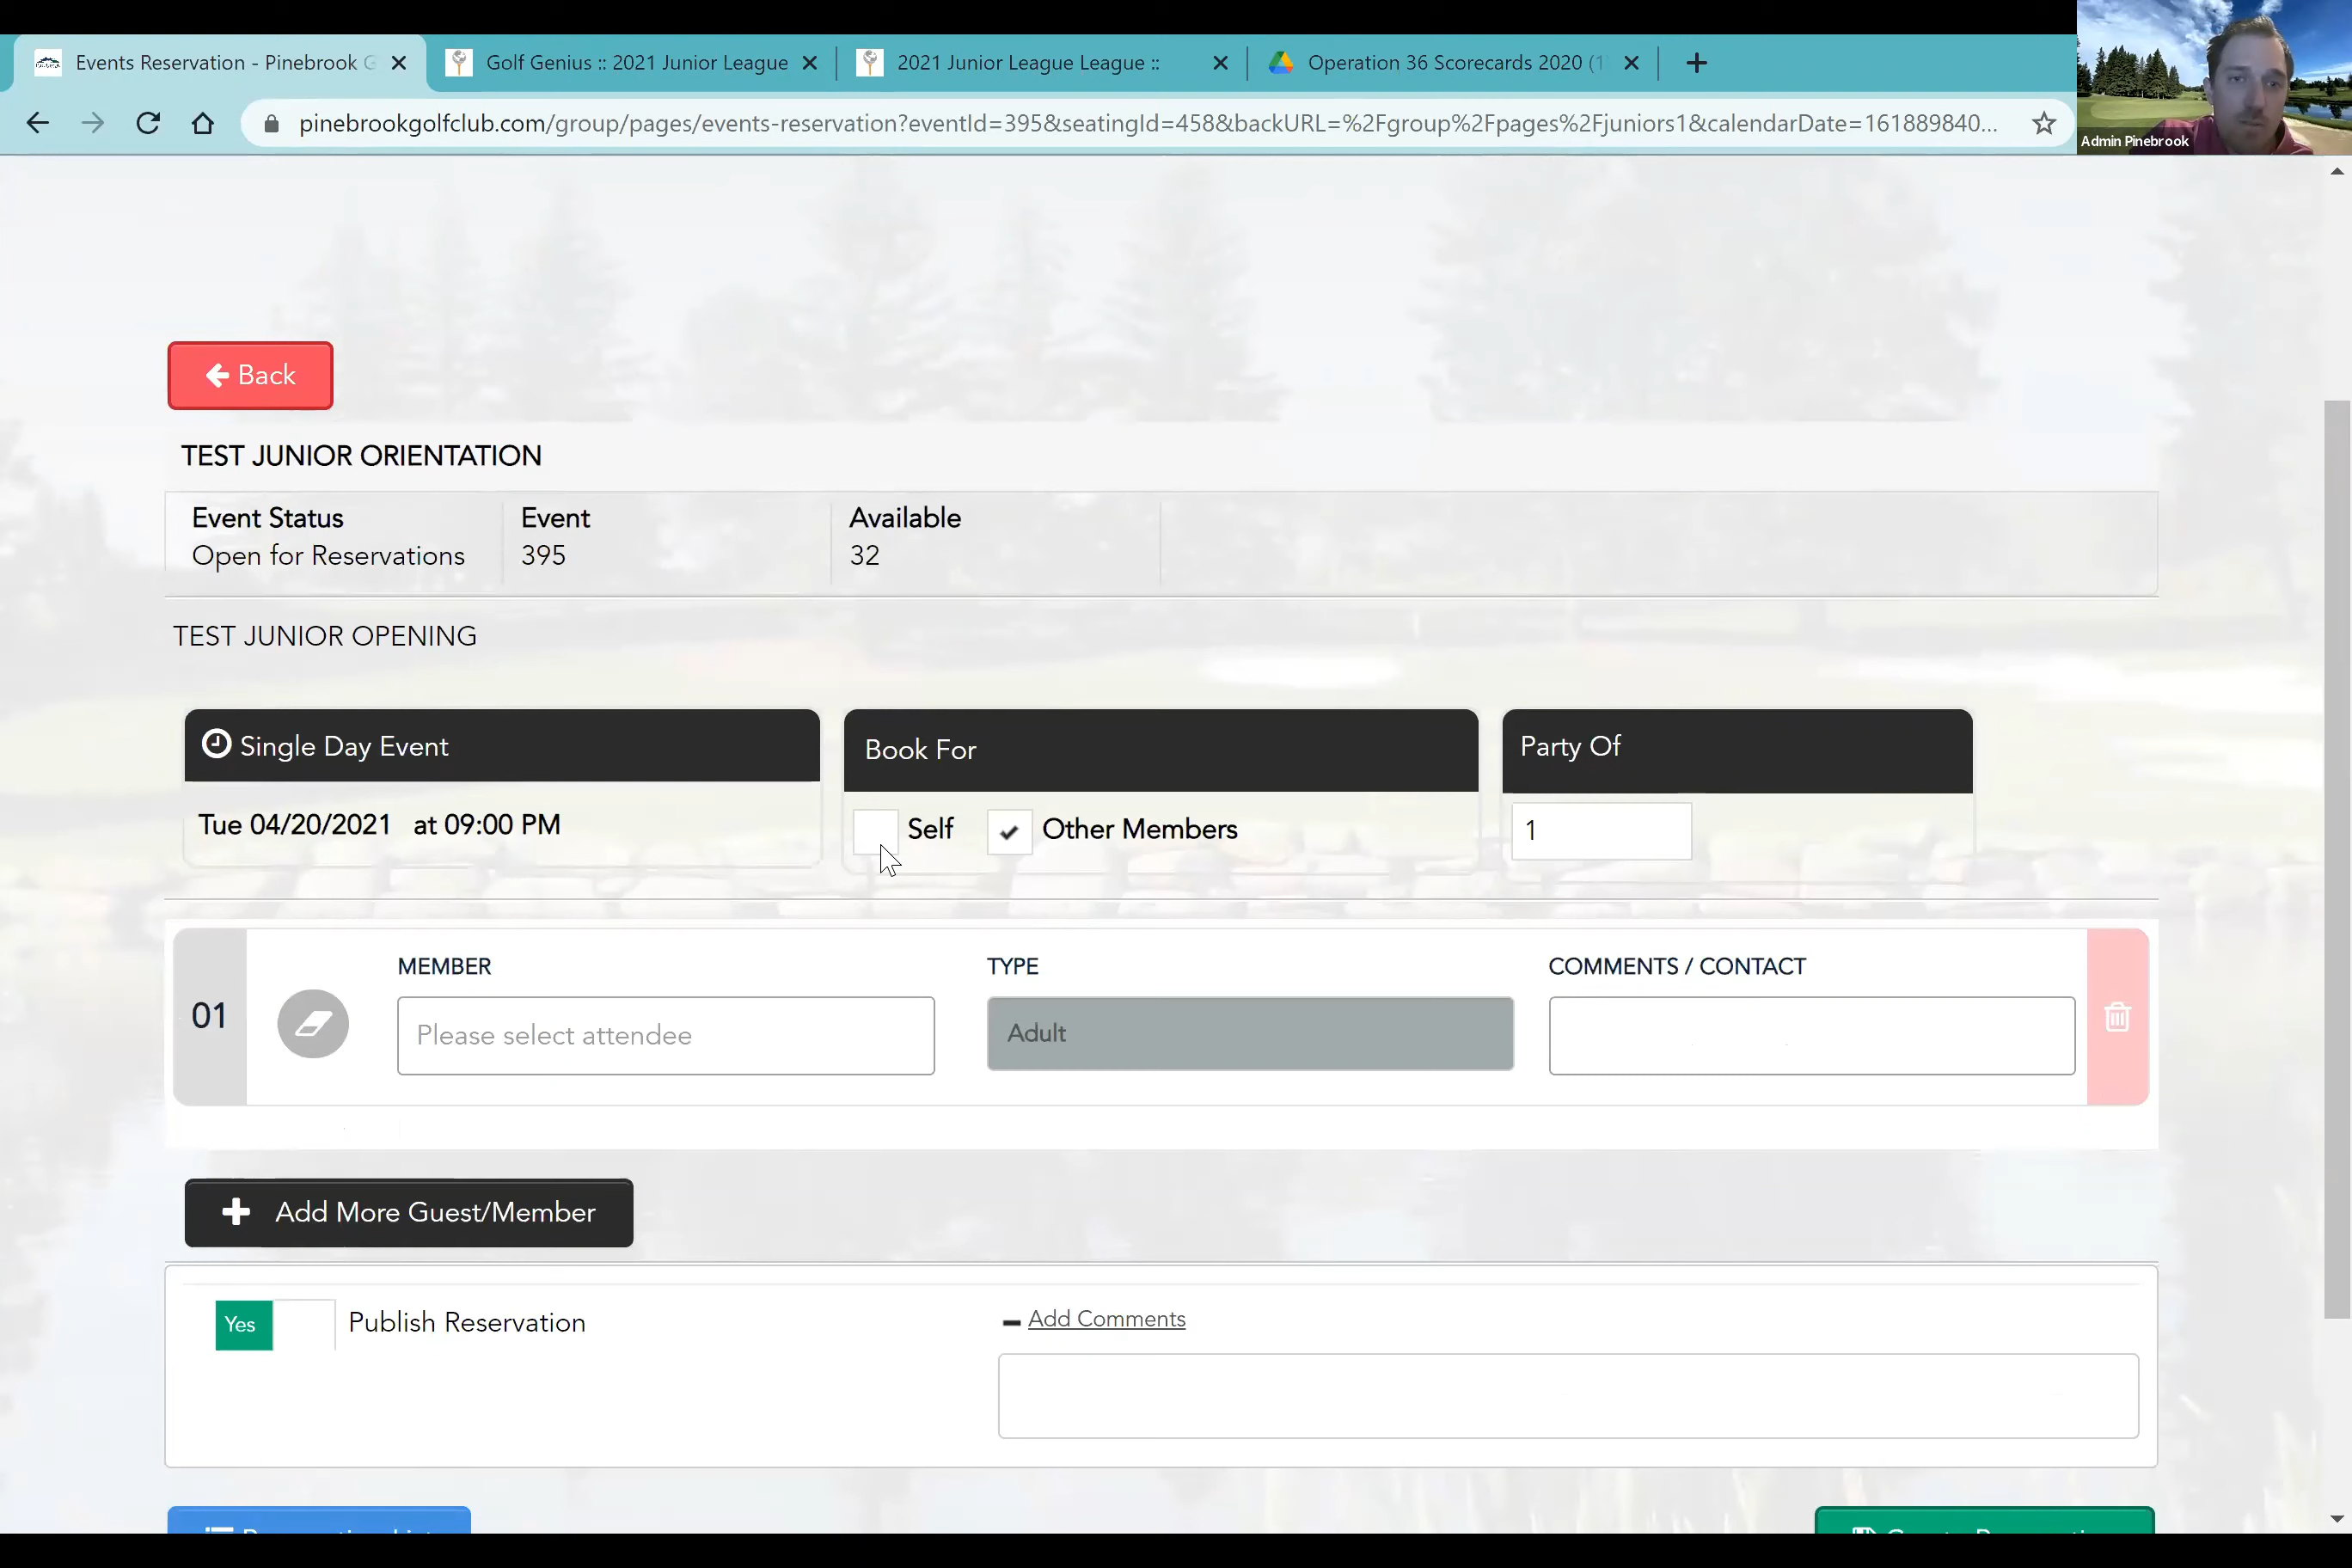 Events Reservation - Pinebrook G
Golf Genius :: 2021 Junior League
2021 Junior League League ::
Operation 36 Scorecards 2020 (1
pinebrookgolfclub.com/group/pages/events-reservation?eventId=395&seatingId=458&backURL=%2Fgroup%2Fpages%2Fjuniors1&calendarDate=161889840...
Admin Pinebrook
Back
TEST JUNIOR ORIENTATION
Event Status Event Available
Open for Reservations 395 32
TEST JUNIOR OPENING
Single Day Event Book For Party Of
Tue 04/20/2021 at 09:00 PM Self Other Members 1
MEMBER TYPE COMMENTS / CONTACT
01 Please select attendee Adult
Add More Guest/Member
Yes Publish Reservation Add Comments